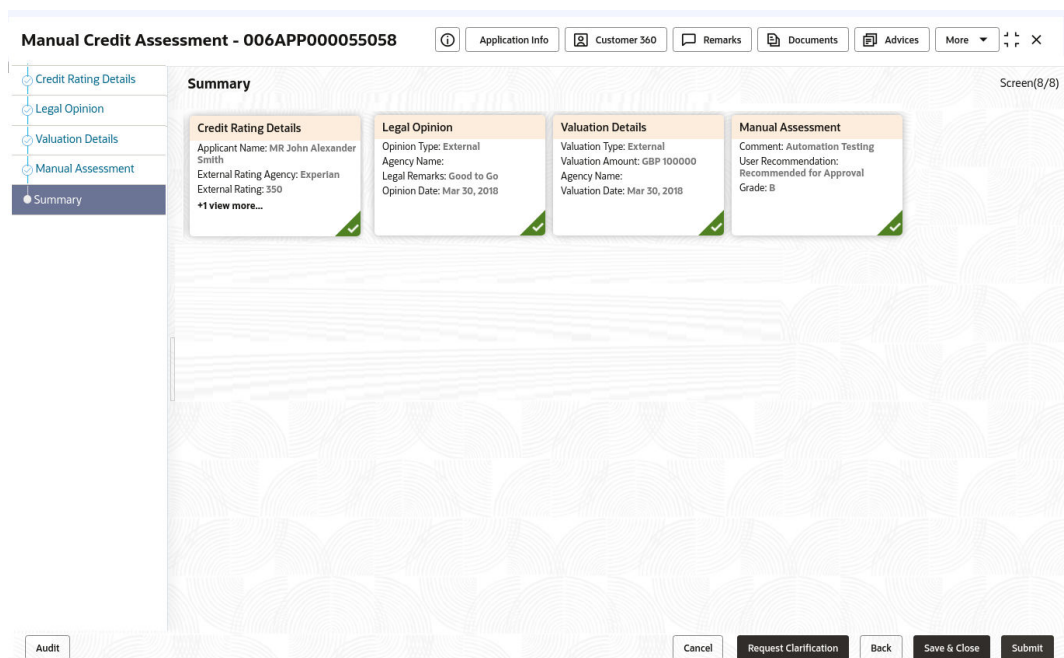 Manual Credit Assessment - 006APP000055058
Application Info
Customer 360
Remarks
Documents
Advices
More
Credit Rating Details
Legal Opinion
Valuation Details
Manual Assessment
Summary
Summary
Screen(8/8)
Credit Rating Details
Applicant Name: MR John Alexander
Smith
External Rating Agency: Experian
External Rating: 350
+1 view more...
Legal Opinion
Opinion Type: External
Agency Name:
Legal Remarks: Good to Go
Opinion Date: Mar 30, 2018
Valuation Details
Valuation Type: External
Valuation Amount: GBP 100000
Agency Name:
Valuation Date: Mar 30, 2018
Manual Assessment
Comment: Automation Testing
User Recommendation:
Recommended for Approval
Grade: B
Audit
Cancel
Request Clarification
Back
Save & Close
Submit